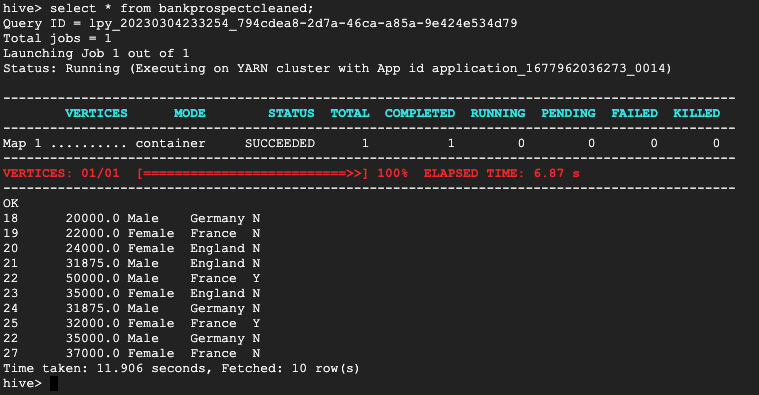 hive> select * from bankprospectcleaned;
Query ID = lpy_20230304233254_794cdea8-2d7a-46ca-a85a-9e424e534d79
Total jobs = 1
Launching Job 1 out of 1
Status: Running (Executing on YARN cluster with App id application_1677962036273_0014)
----------------------------------------------------------------------------------------------
VERTICES MODE STATUS TOTAL COMPLETED RUNNING PENDING FAILED KILLED
----------------------------------------------------------------------------------------------
Map 1 .......... container SUCCEEDED 1 1 0 0 0 0
----------------------------------------------------------------------------------------------
VERTICES: 01/01 [==========================>>] 100% ELAPSED TIME: 6.87 s
----------------------------------------------------------------------------------------------
OK
18 20000.0 Male Germany N
19 22000.0 Female France N
20 24000.0 Female England N
21 31875.0 Male England N
22 50000.0 Male France Y
23 35000.0 Female England N
24 31875.0 Male Germany N
25 32000.0 Female France Y
22 35000.0 Male Germany N
27 37000.0 Female France N
Time taken: 11.906 seconds, Fetched: 10 row(s)
hive>